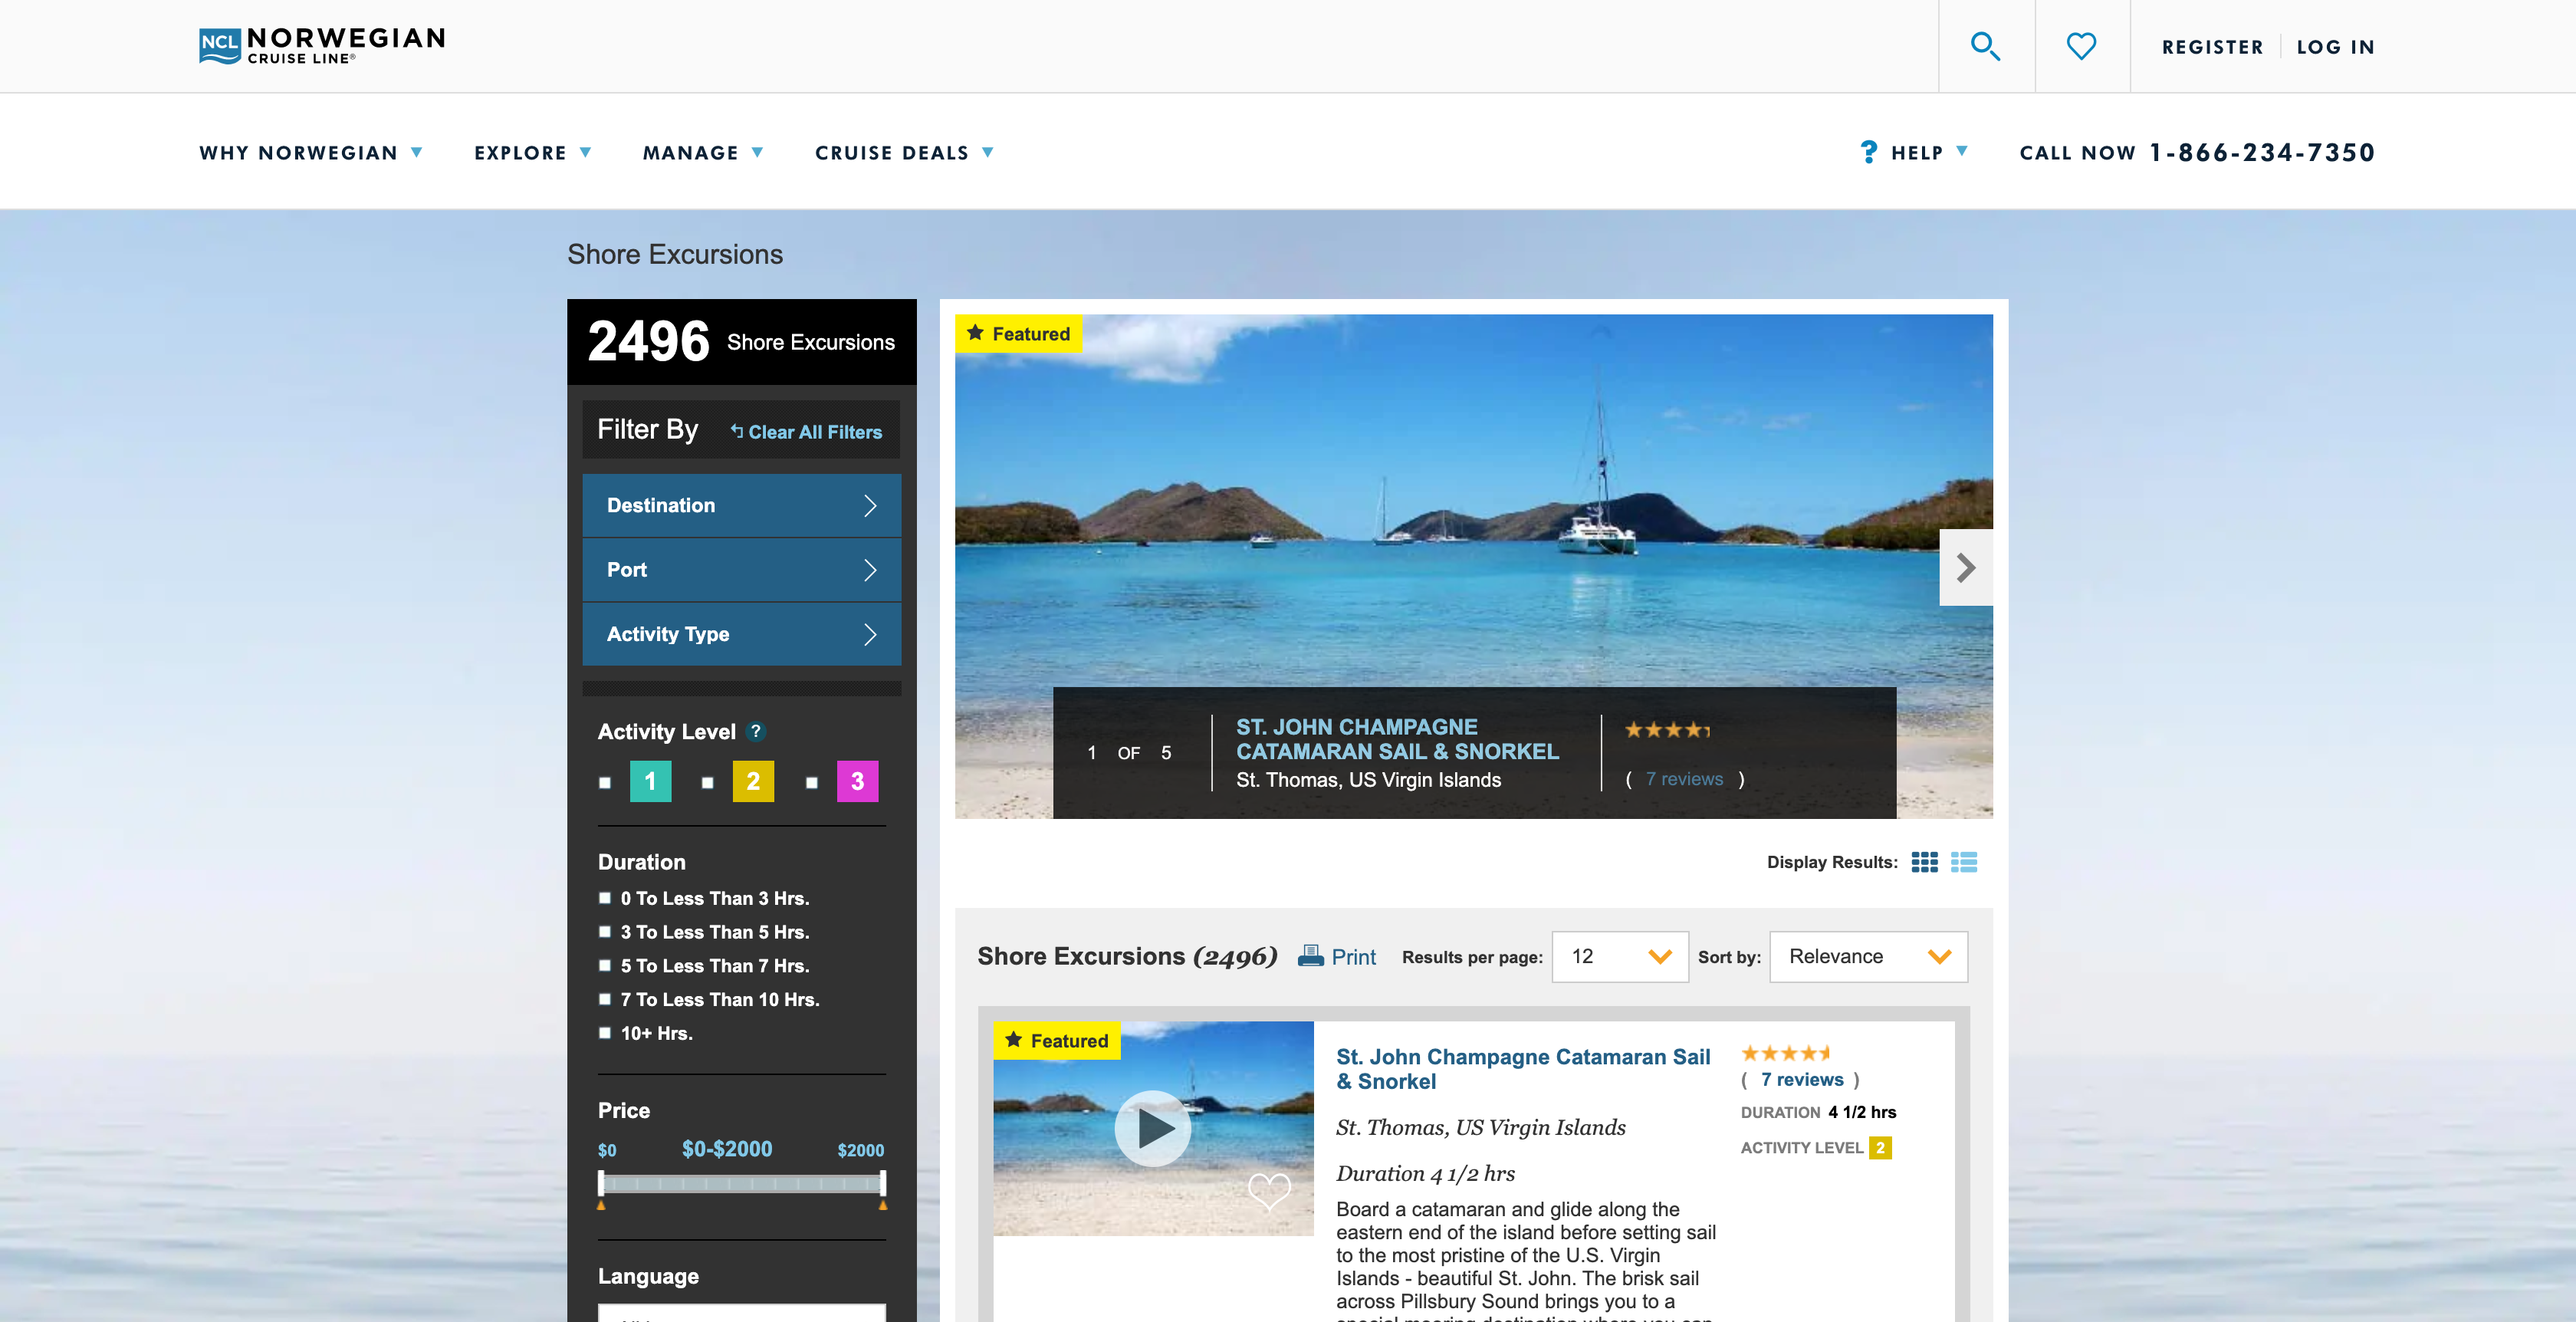 NCL NORWEGIAN
CRUISE LINE®
REGISTER
LOG IN
WHY NORWEGIAN
EXPLORE
MANAGE
CRUISE DEALS
? HELP
CALL NOW 1-866-234-7350
Shore Excursions
2496 Shore Excursions
Filter By
Clear All Filters
Destination
Port
Activity Type
Activity Level ?
1
2
3
Duration
0 To Less Than 3 Hrs.
3 To Less Than 5 Hrs.
5 To Less Than 7 Hrs.
7 To Less Than 10 Hrs.
10+ Hrs.
Price
$0 $0-$2000 $2000
Language
Featured
1 OF 5
ST. JOHN CHAMPAGNE
CATAMARAN SAIL & SNORKEL
St. Thomas, US Virgin Islands
( 7 reviews )
Display Results:
Shore Excursions (2496)
Print
Results per page: 12
Sort by: Relevance
Featured
St. John Champagne Catamaran Sail
& Snorkel
St. Thomas, US Virgin Islands
Duration 4 1/2 hrs
Board a catamaran and glide along the
eastern end of the island before setting sail
to the most pristine of the U.S. Virgin
Islands - beautiful St. John. The brisk sail
across Pillsbury Sound brings you to a
special mooring destination where you can
( 7 reviews )
DURATION 4 1/2 hrs
ACTIVITY LEVEL 2